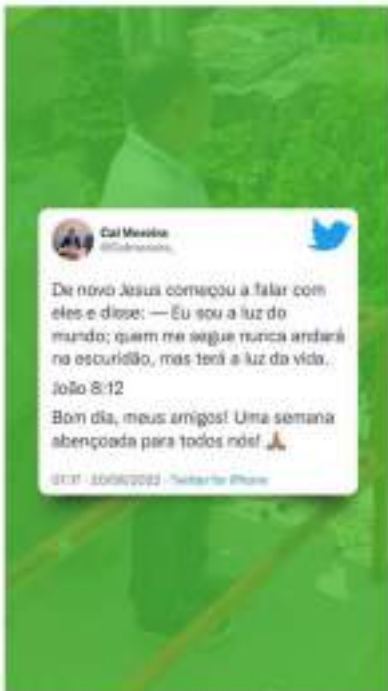 Cal Moreira
De novo Jesus começou a falar com
eles e disse: — Eu sou a luz do
mundo; quem me segue nunca andará
na escuridão, mas terá a luz da vida.
João 8:12
Bom dia, meus amigos! Uma semana
abençoada para todos nós! 🙏🏽
Twitter for iPhone